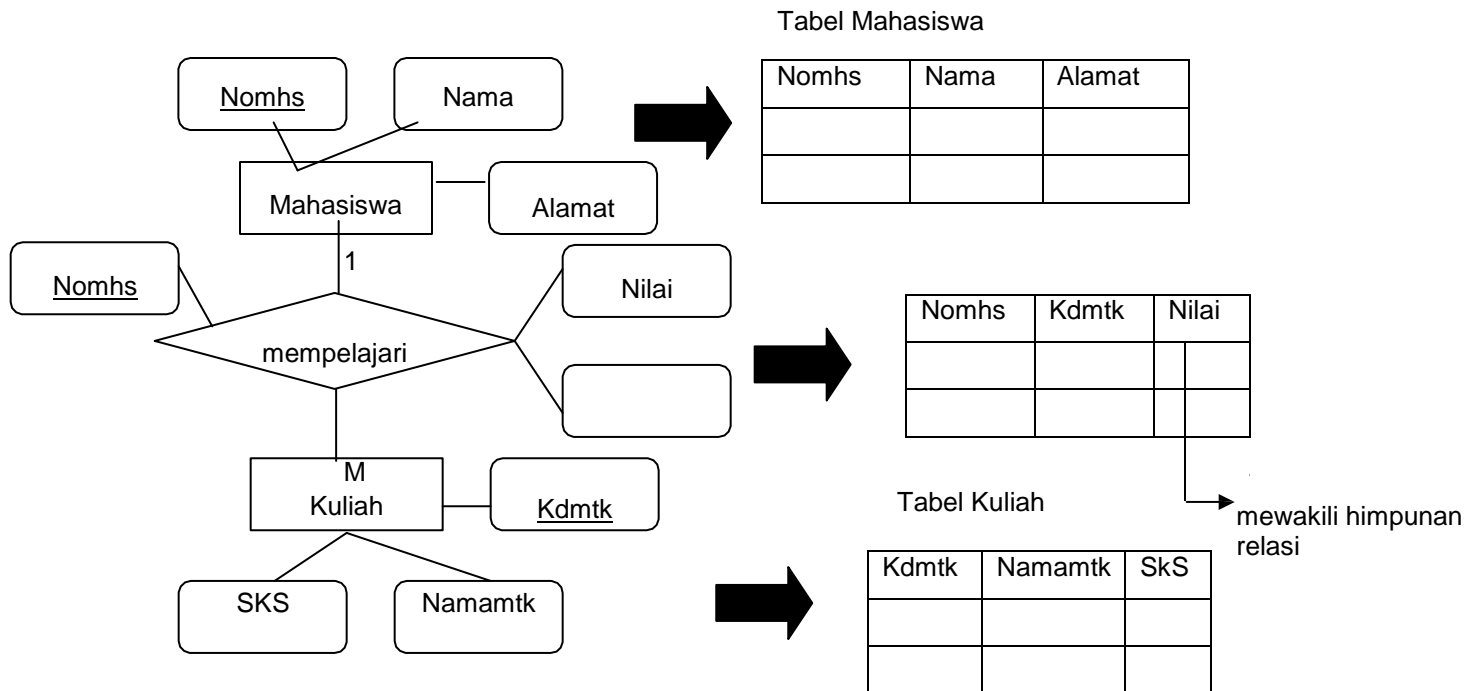 Tabel Mahasiswa
Nomhs Nama
Nomhs Nama Alamat
Mahasiswa Alamat
1
Nomhs Nilai
mempelajari
Nomhs Kdmtk Nilai
M
Kuliah Kdmtk
Tabel Kuliah
mewakili himpunan
relasi
SKS Namamtk
Kdmtk Namamtk SkS